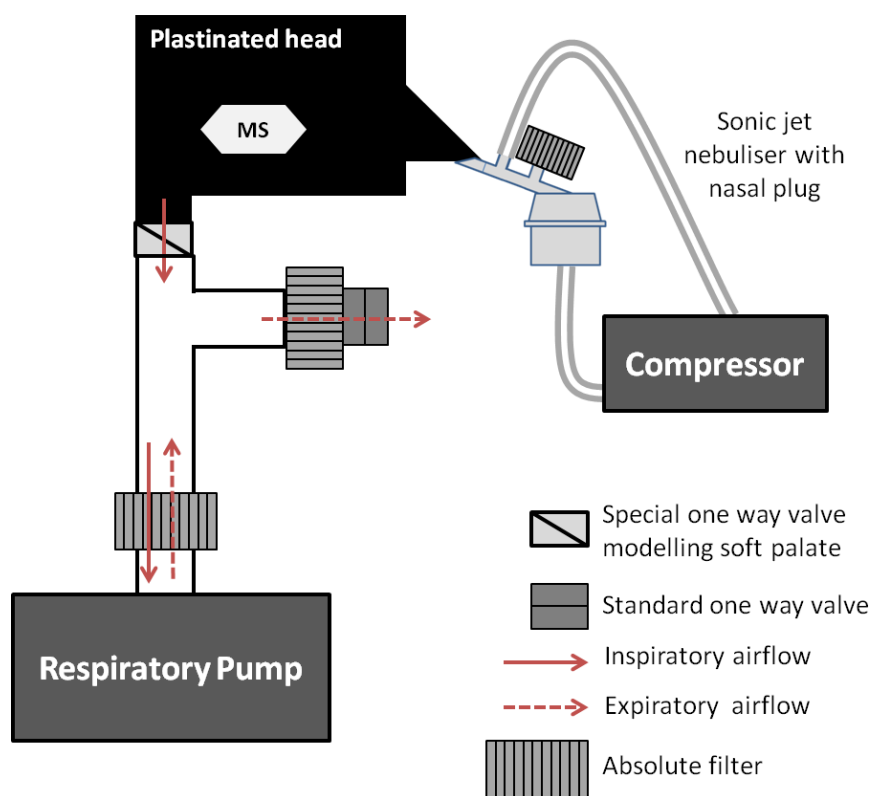 Plastinated head
MS
Sonic jet
nebuliser with
nasal plug
Compressor
Special one way valve
modelling soft palate
Standard one way valve
Inspiratory airflow
Expiratory airflow
Absolute filter
Respiratory Pump